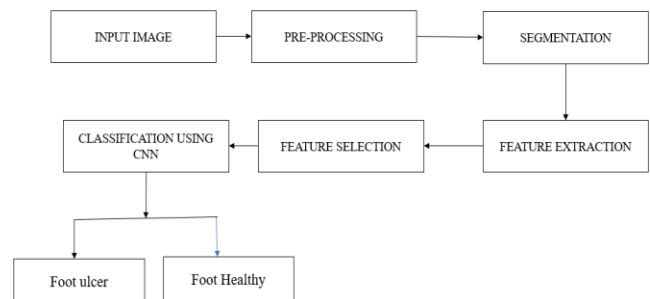 INPUT IMAGE
PRE-PROCESSING
SEGMENTATION
CLASSIFICATION USING
CNN
FEATURE SELECTION
FEATURE EXTRACTION
Foot ulcer
Foot Healthy